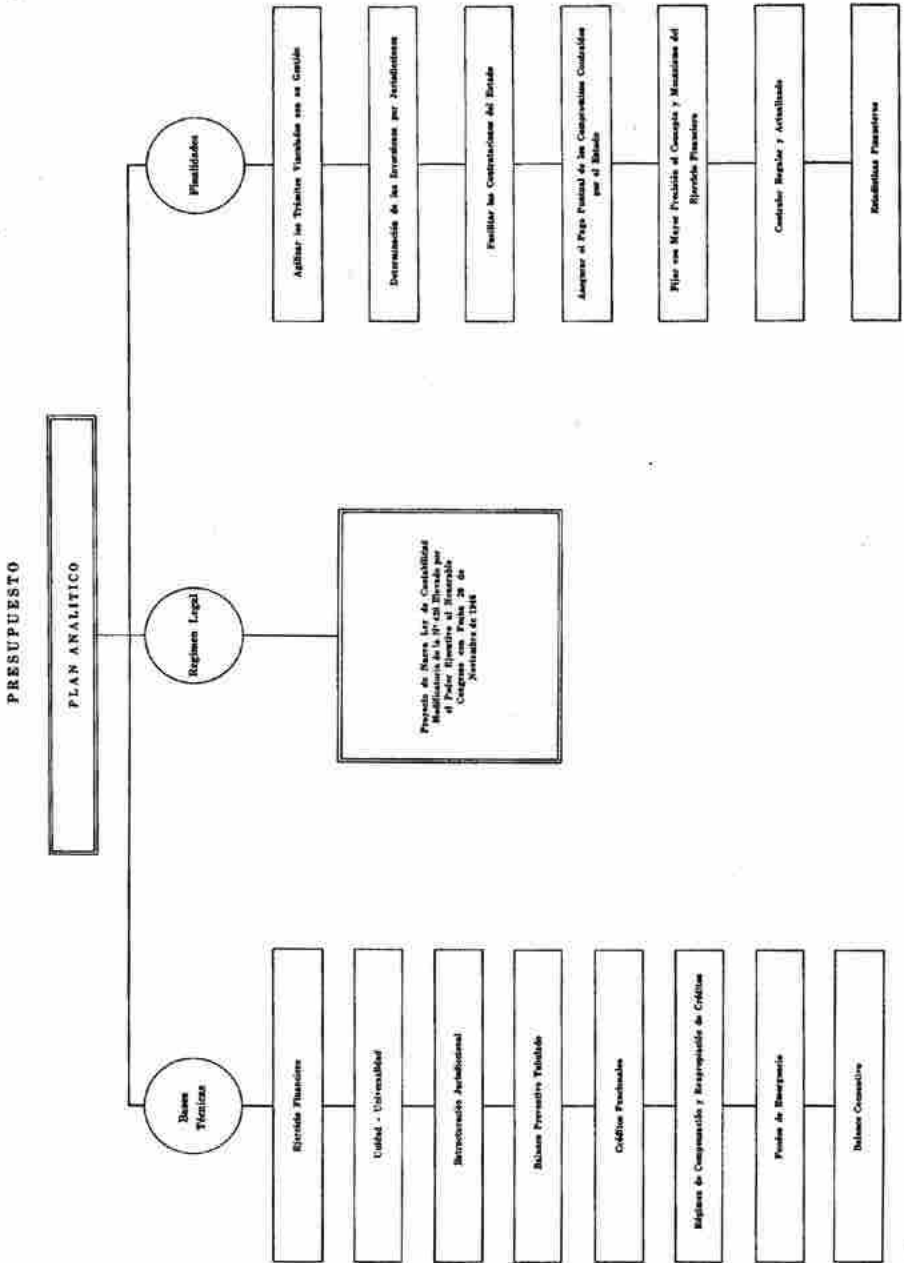 PRESUPUESTO
PLAN ANALITICO
Bases
Técnicas
Ejercicio Financiero
Unidad - Universalidad
Estructuración Jurisdiccional
Balance Preventivo Tabulado
Créditos Funcionales
Régimen de Compensación y Reapropiación de Créditos
Fondos de Emergencia
Balance Consuntivo
Regimen Legal
Proyecto de Nueva Ley de Contabilidad
Modificatoria de la Nº 428 Elevado por
el Poder Ejecutivo al Honorable
Congreso con Fecha 20 de
Noviembre de 1946
Finalidades
Agilizar los Trámites Vinculados con su Gestión
Determinación de las Inversiones por Jurisdicciones
Facilitar las Contrataciones del Estado
Asegurar el Pago Puntual de los Compromisos Contraídos
por el Estado
Fijar con Mayor Precisión el Concepto y Mecanismo del
Ejercicio Financiero
Contralor Regular y Actualizado
Estadísticas Financieras